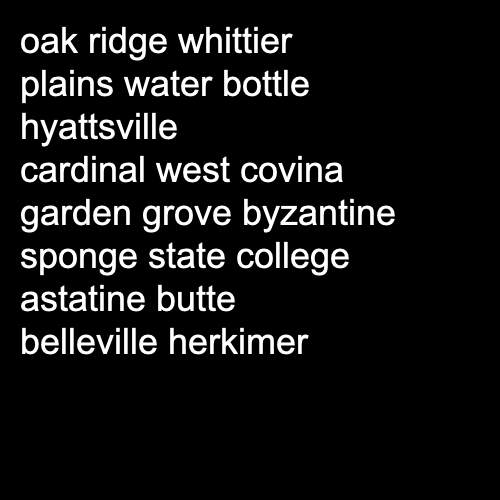 oak ridge whittier
plains water bottle
hyattsville
cardinal west covina
garden grove byzantine
sponge state college
astatine butte
belleville herkimer